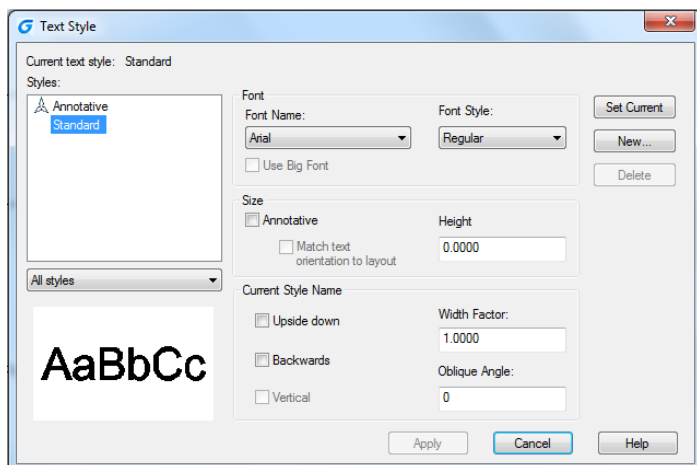 Text Style
Current text style: Standard
Styles:
Annotative
Standard
All styles
AaBbCc
Font
Font Name:
Font Style:
Arial
Regular
Use Big Font
Size
Annotative
Height
Match text
orientation to layout
0.0000
Current Style Name
Upside down
Width Factor:
1.0000
Backwards
Oblique Angle:
Vertical
0
Set Current
New...
Delete
Apply
Cancel
Help